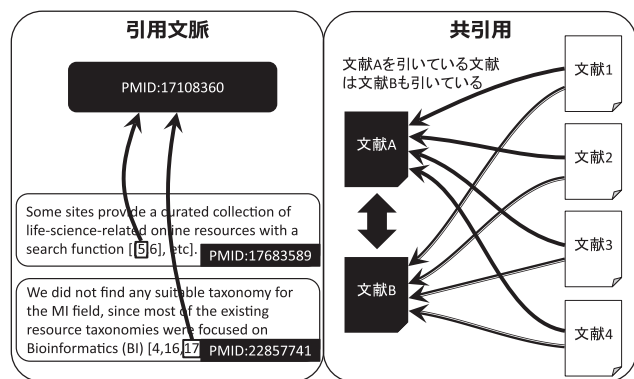 引用文脈
PMID:17108360
Some sites provide a curated collection of
life-science-related online resources with a
search function [5,6], etc].
PMID:17683589
We did not find any suitable taxonomy for
the MI field, since most of the existing
resource taxonomies were focused on
Bioinformatics (BI) [4,16,17
PMID:22857741
共引用
文献Aを引いている文献
は文献Bも引いている
文献A
文献B
文献1
文献2
文献3
文献4